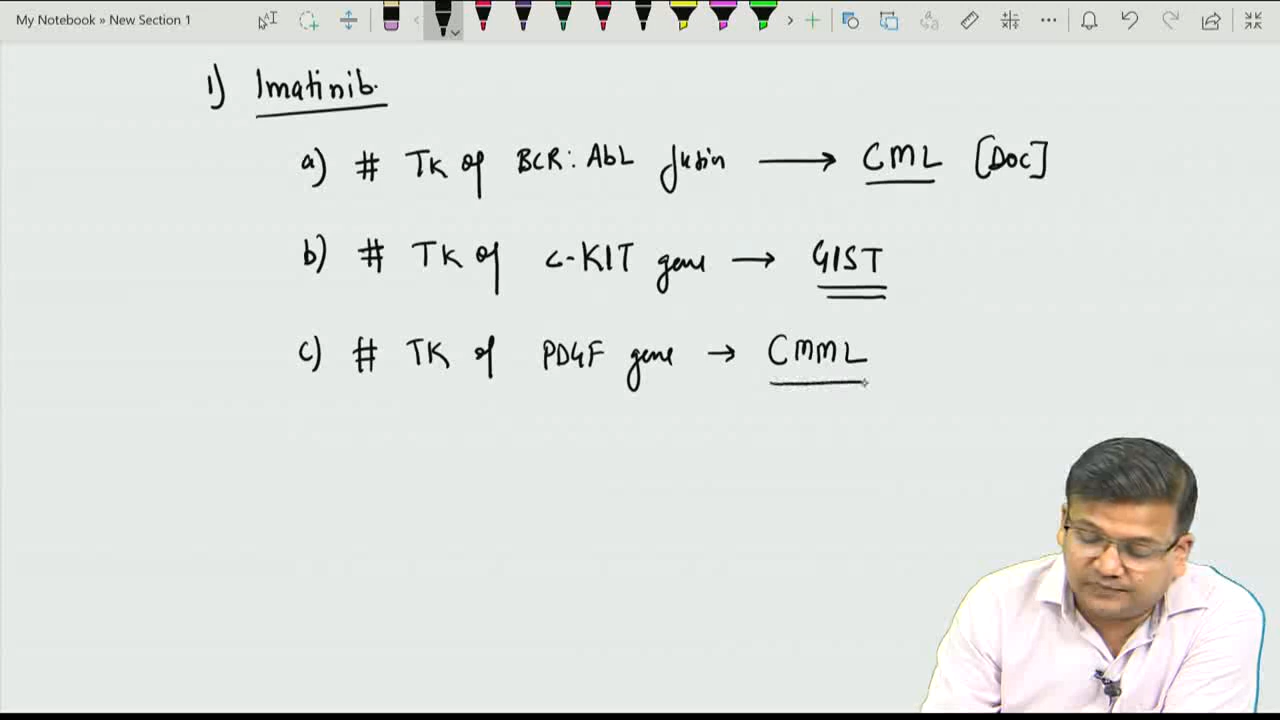 My Notebook » New Section 1
1) Imatinib.
a) # TK of BCR: AbL fusion → CML [Doc]
b) # TK of c-KIT gene → GIST
c) # TK of PDGF gene → CMML